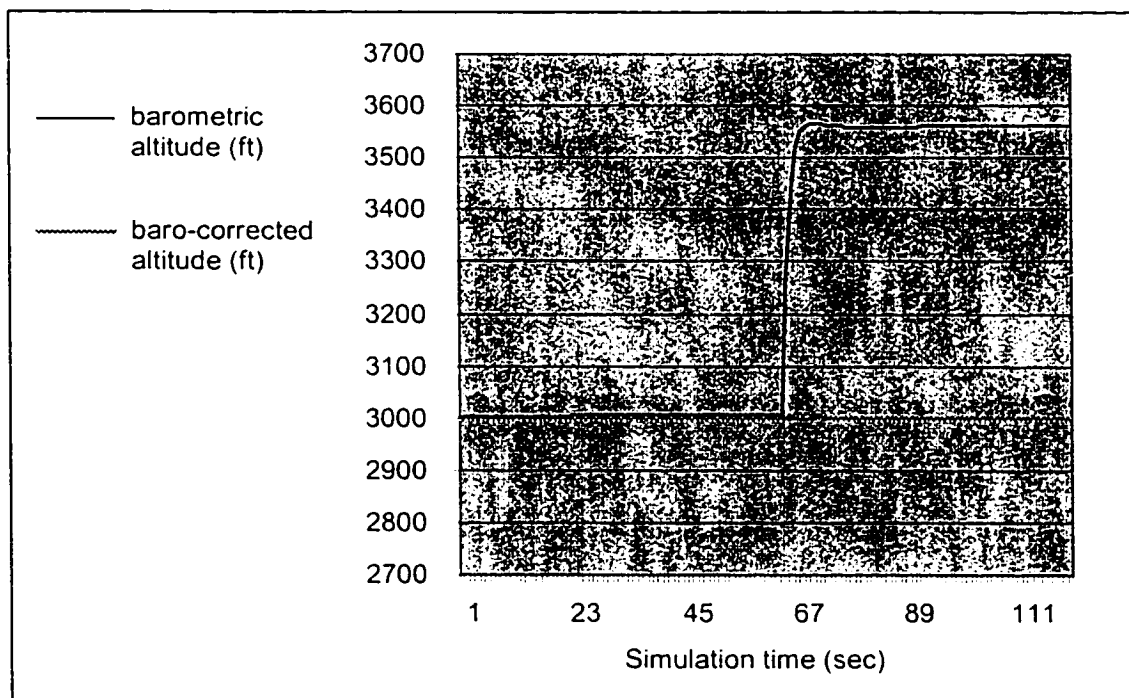 barometric
altitude (ft)
baro-corrected
altitude (ft)
3700
3600
3500
3400
3300
3200
3100
3000
2900
2800
2700
1 23 45 67 89 111
Simulation time (sec)